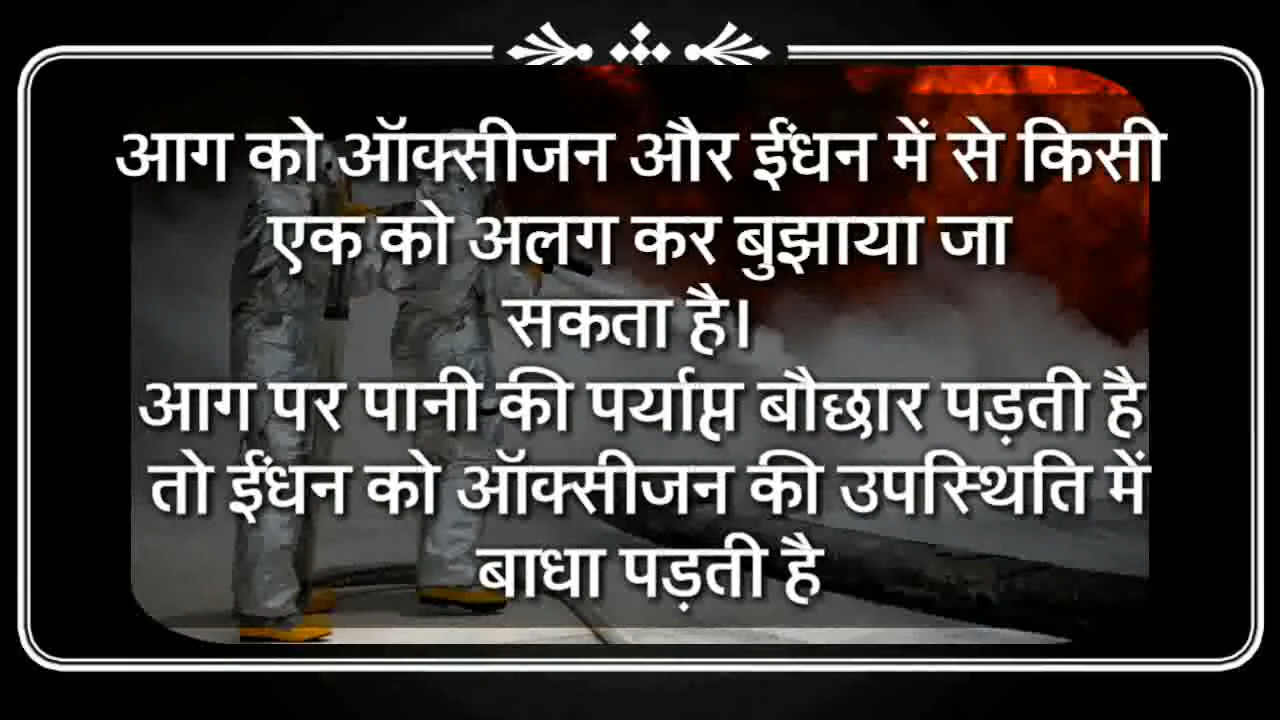 आग को ऑक्सीजन और ईंधन में से किसी
एक को अलग कर बुझाया जा
सकता है।
आग पर पानी की पर्याप्त बौछार पड़ती है
तो ईंधन को ऑक्सीजन की उपस्थिति में
बाधा पड़ती है